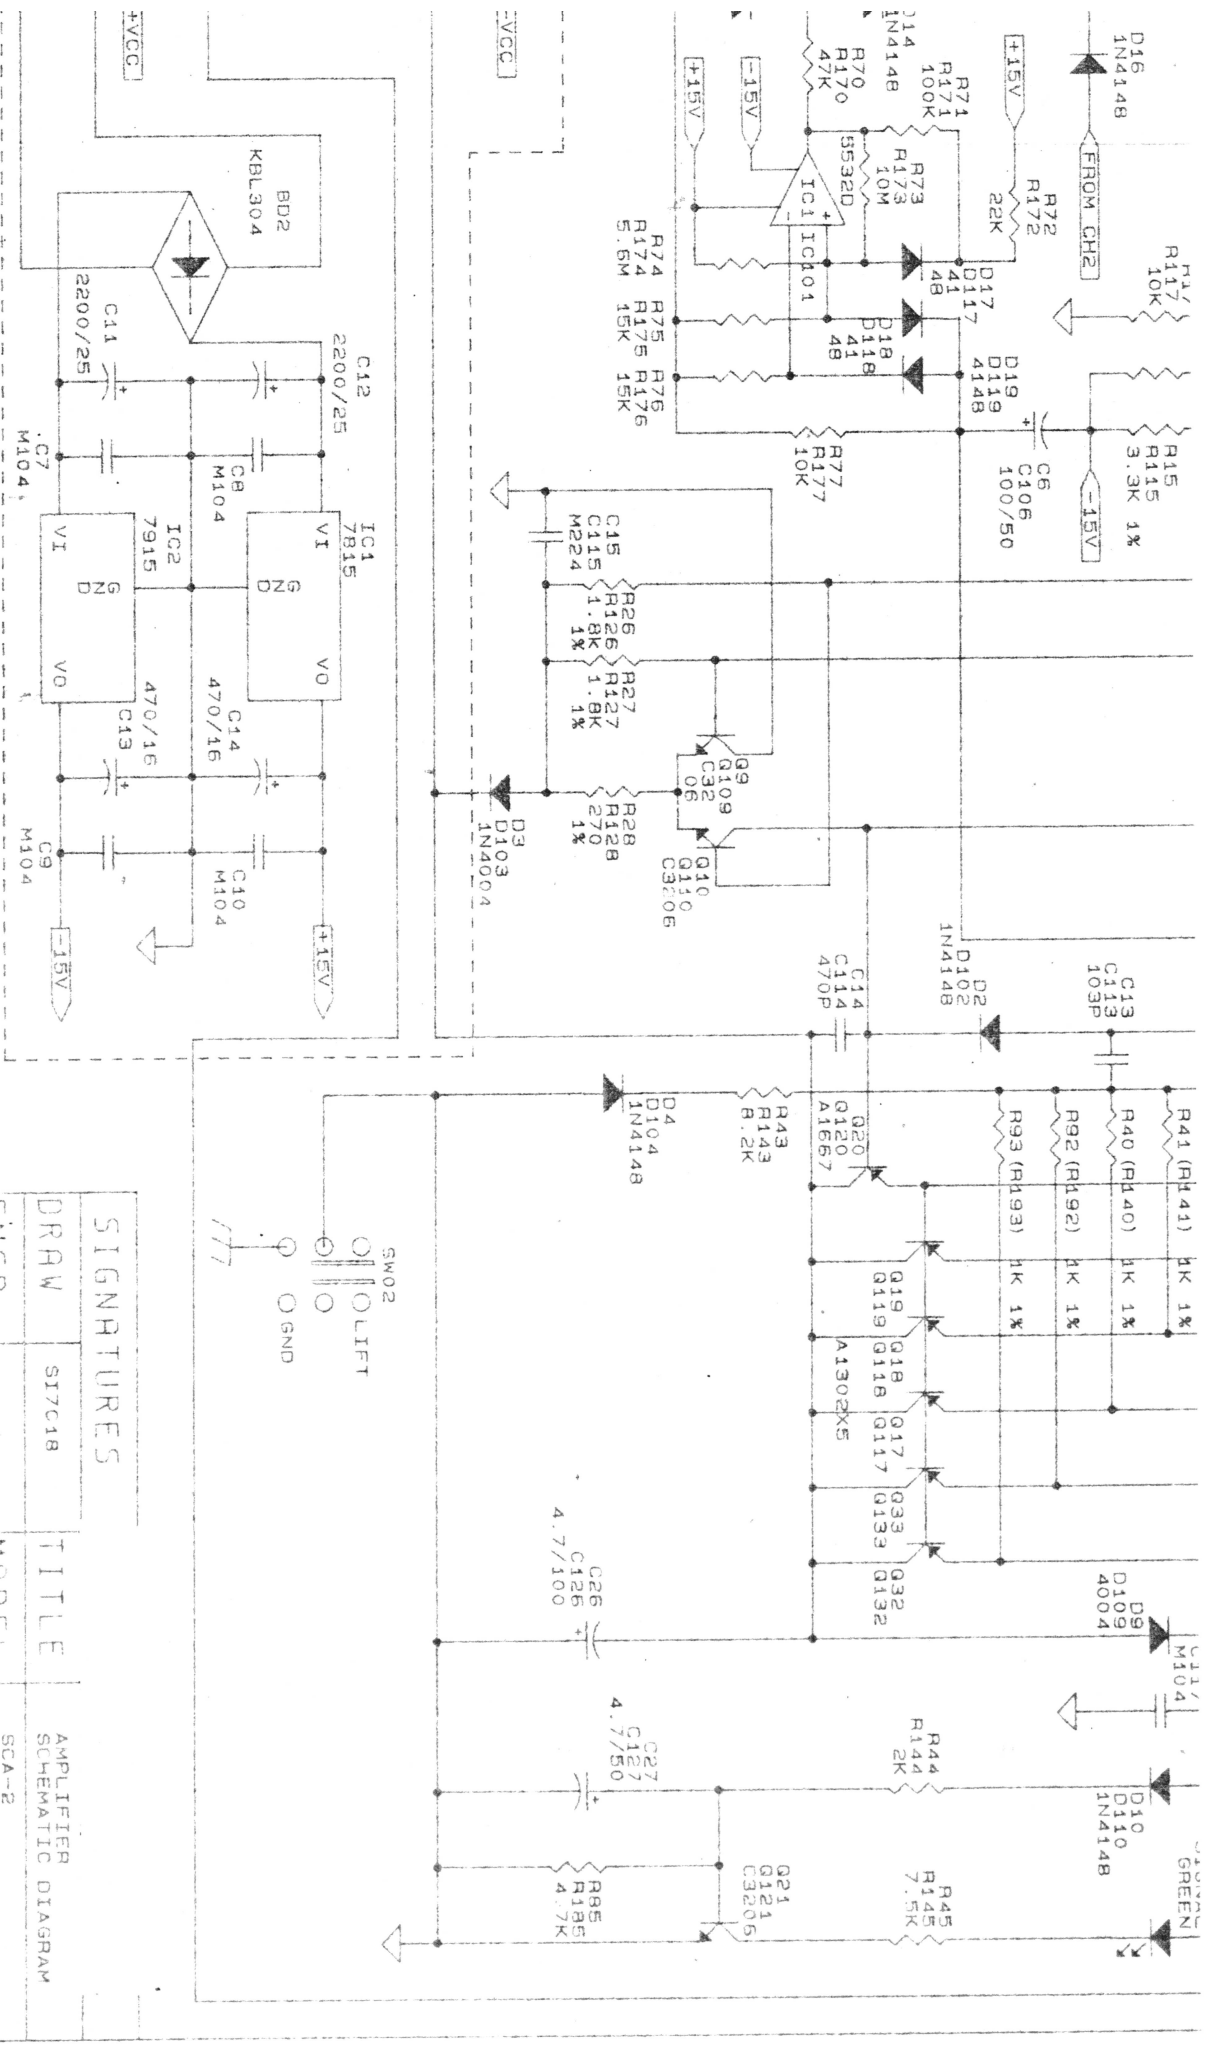 D16
1N4148
FROM CH2
R117
10K
R15
R115
3.3K 1%
-15V
+15V
R72
R172
22K
R71
R171
100K
1N4148
R70
R170
47K
-15V
+15V
R73
R173
10M
5532D
IC1
IC101
-
+
D17
D117
41
48
D18
D118
41
48
D19
D119
4148
C6
C106
100/50
R74
R174
5.6M
R75
R175
15K
R76
R176
15K
R77
R177
10K
-VCC
+VCC
C15
C115
M224
R26
R126
1.8K
1%
R27
R127
1.8K
1%
Q9
Q109
C32
06
Q10
Q110
C3206
R28
R128
270
1%
D3
D103
1N4004
BD2
KBL304
C11
2200/25
C12
2200/25
C7
M104
C8
M104
IC1
7815
VI
GND
VO
IC2
7915
VI
GND
VO
C14
470/16
C13
470/16
C10
M104
C9
M104
+15V
-15V
C13
C113
103P
D2
D102
1N4148
C14
C114
470P
D4
D104
1N4148
R43
R143
8.2K
Q20
Q120
A1667
R41 (R141) 1K 1%
R40 (R140) 1K 1%
R92 (R192) 1K 1%
R93 (R193) 1K 1%
Q19
Q119
Q18
Q118
Q17
Q117
Q33
Q133
Q32
Q132
A1302X5
SW02
LIFT
GND
C26
C126
4.7/100
D9
D109
4004
M104
C27
C127
4.7/50
R44
R144
2K
D10
D110
1N4148
GREEN
R45
R145
7.5K
Q21
Q121
C3206
R85
R185
4.7K
SIGNATURES
DRAW
SI7C18
TITLE
AMPLIFIER
SCHEMATIC DIAGRAM
MODEL
SCA-2